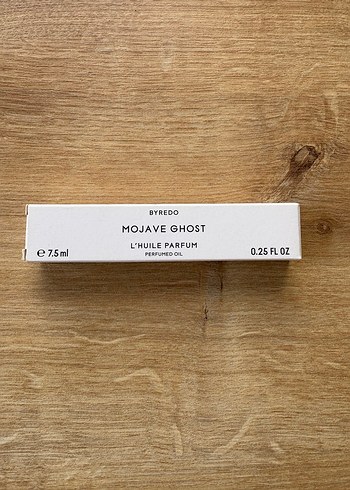 BYREDO
MOJAVE GHOST
L'HUILE PARFUM
PERFUMED OIL
℮ 7.5 ml
0.25 FL OZ